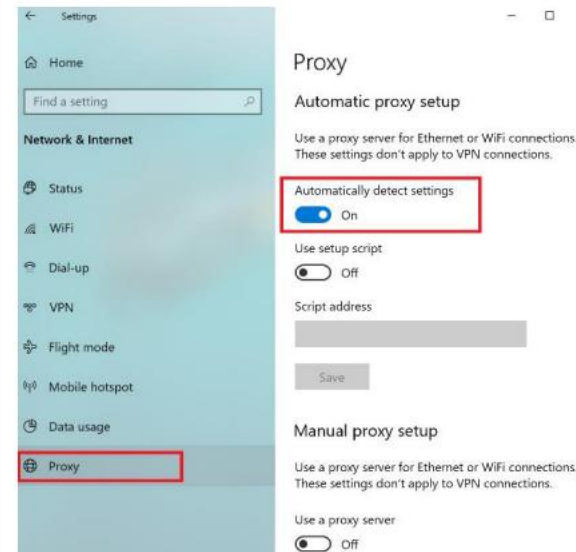 Settings
Home
Find a setting
Network & Internet
Status
WiFi
Dial-up
VPN
Flight mode
Mobile hotspot
Data usage
Proxy
Proxy
Automatic proxy setup
Use a proxy server for Ethernet or WiFi connections.
These settings don't apply to VPN connections.
Automatically detect settings
On
Use setup script
Off
Script address
Save
Manual proxy setup
Use a proxy server for Ethernet or WiFi connections.
These settings don't apply to VPN connections.
Use a proxy server
Off